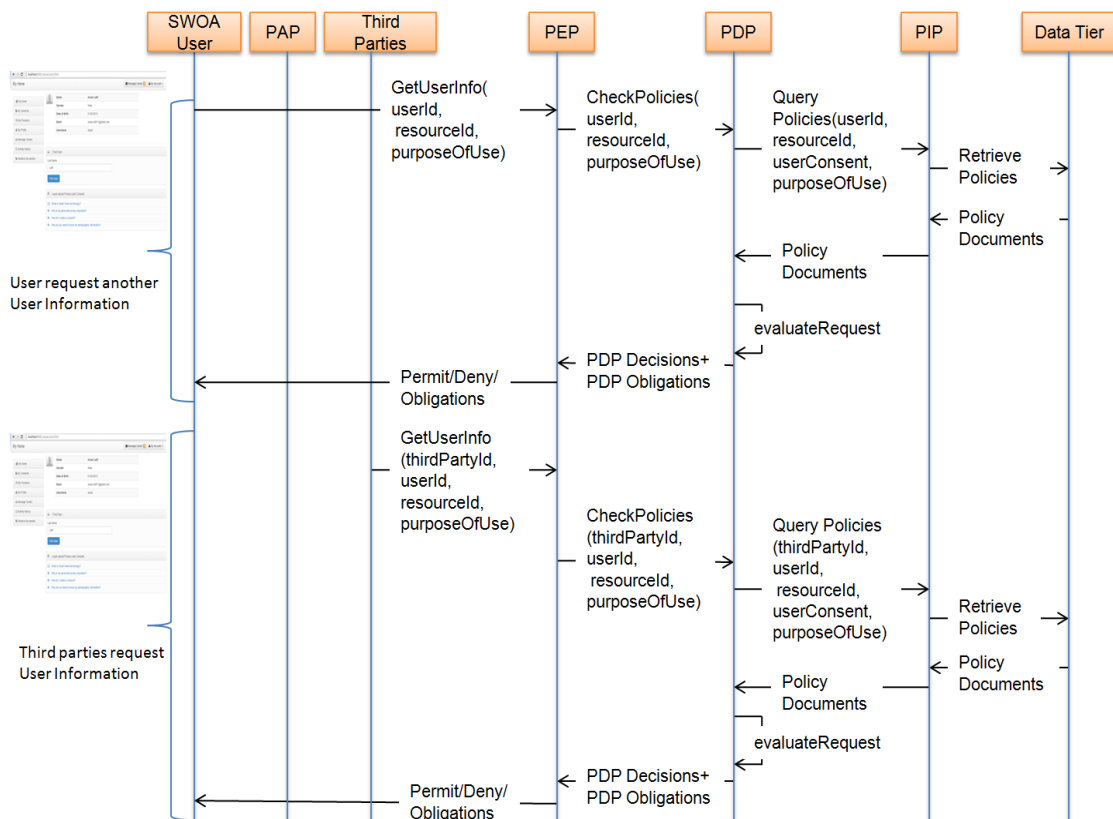 SWOA
User
PAP
Third
Parties
PEP
PDP
PIP
Data Tier
GetUserInfo(
userId,
resourceId,
purposeOfUse)
CheckPolicies(
userId,
resourceId,
purposeOfUse)
Query
Policies(userId,
resourceId,
userConsent,
purposeOfUse)
Retrieve
Policies
Policy
Documents
Policy
Documents
User request another
User Information
evaluateRequest
PDP Decisions+
PDP Obligations
Permit/Deny/
Obligations
GetUserInfo
(thirdPartyId,
userId,
resourceId,
purposeOfUse)
CheckPolicies
(thirdPartyId,
userId,
resourceId,
purposeOfUse)
Query Policies
(thirdPartyId,
userId,
resourceId,
userConsent,
purposeOfUse)
Retrieve
Policies
Third parties request
User Information
Policy
Documents
Policy
Documents
evaluateRequest
PDP Decisions+
PDP Obligations
Permit/Deny/
Obligations